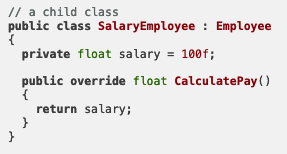 // a child class
public class SalaryEmployee : Employee
{
  private float salary = 100f;

  public override float CalculatePay()
  {
    return salary;
  }
}